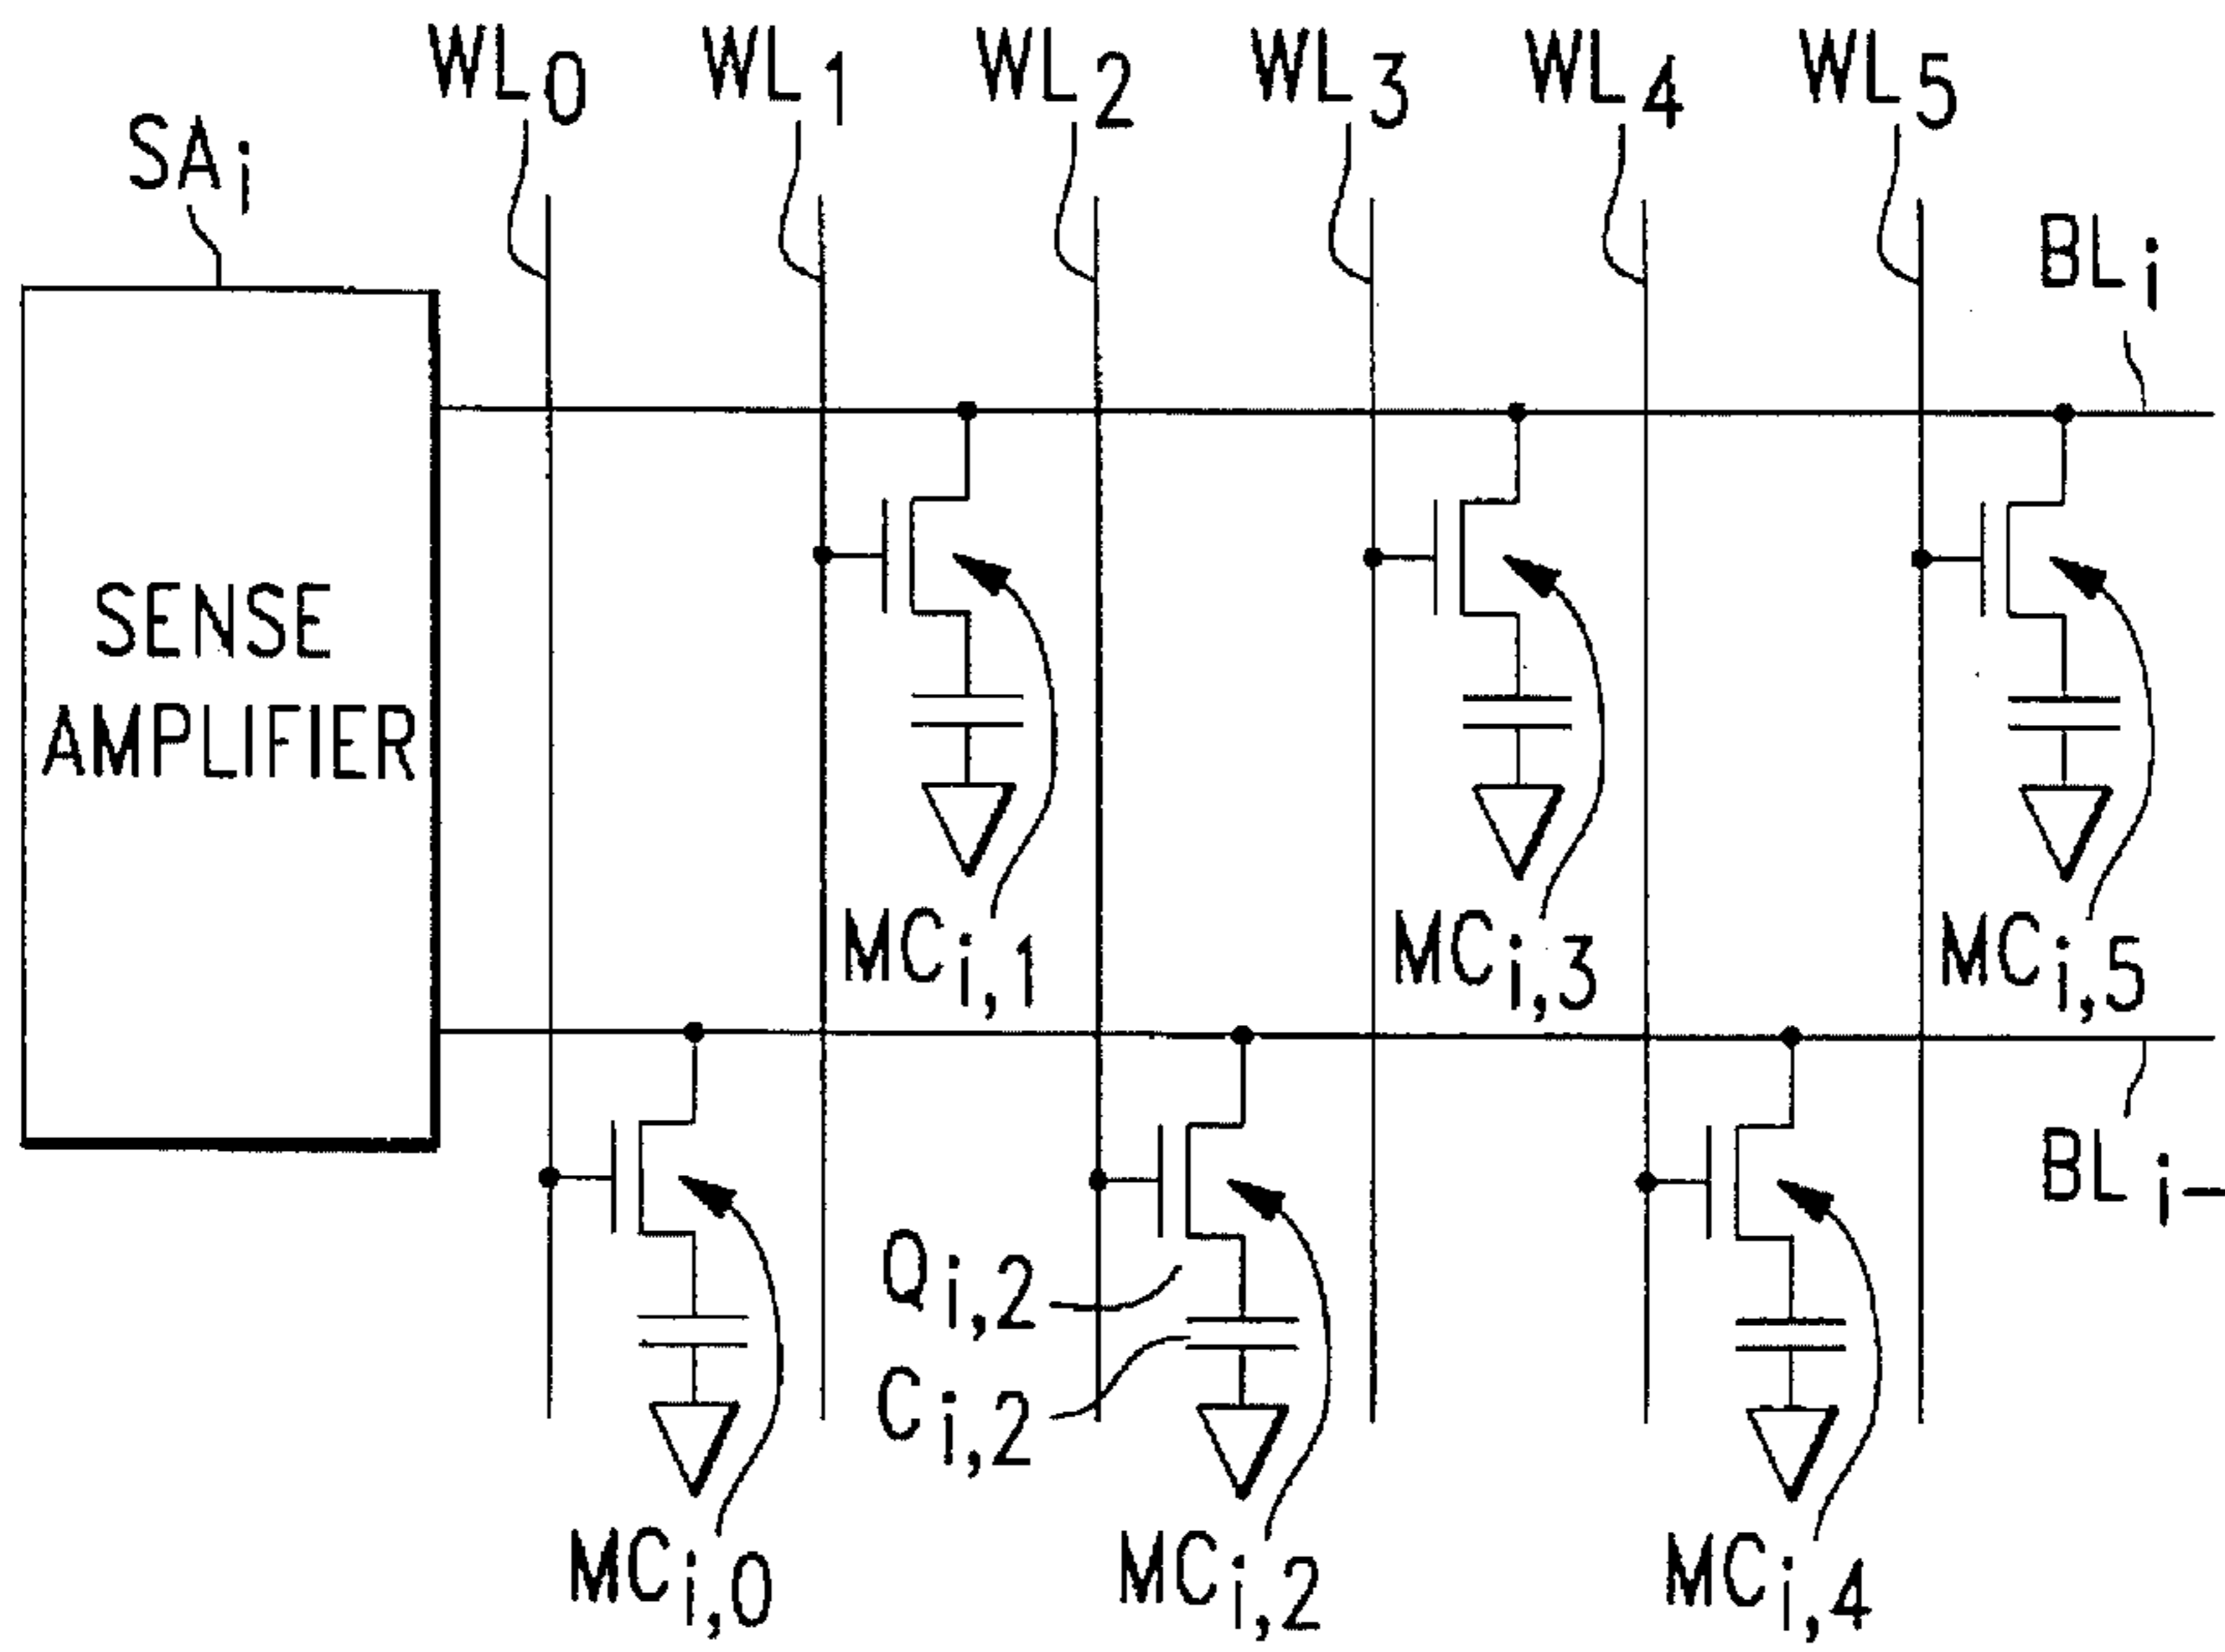 WL0 WL1 WL2 WL3 WL4 WL5
SAi
BLi
SENSE
AMPLIFIER
MCi,1 MCi,3 MCi,5
BLi-
Qi,2
Ci,2
MCi,0 MCi,2 MCi,4